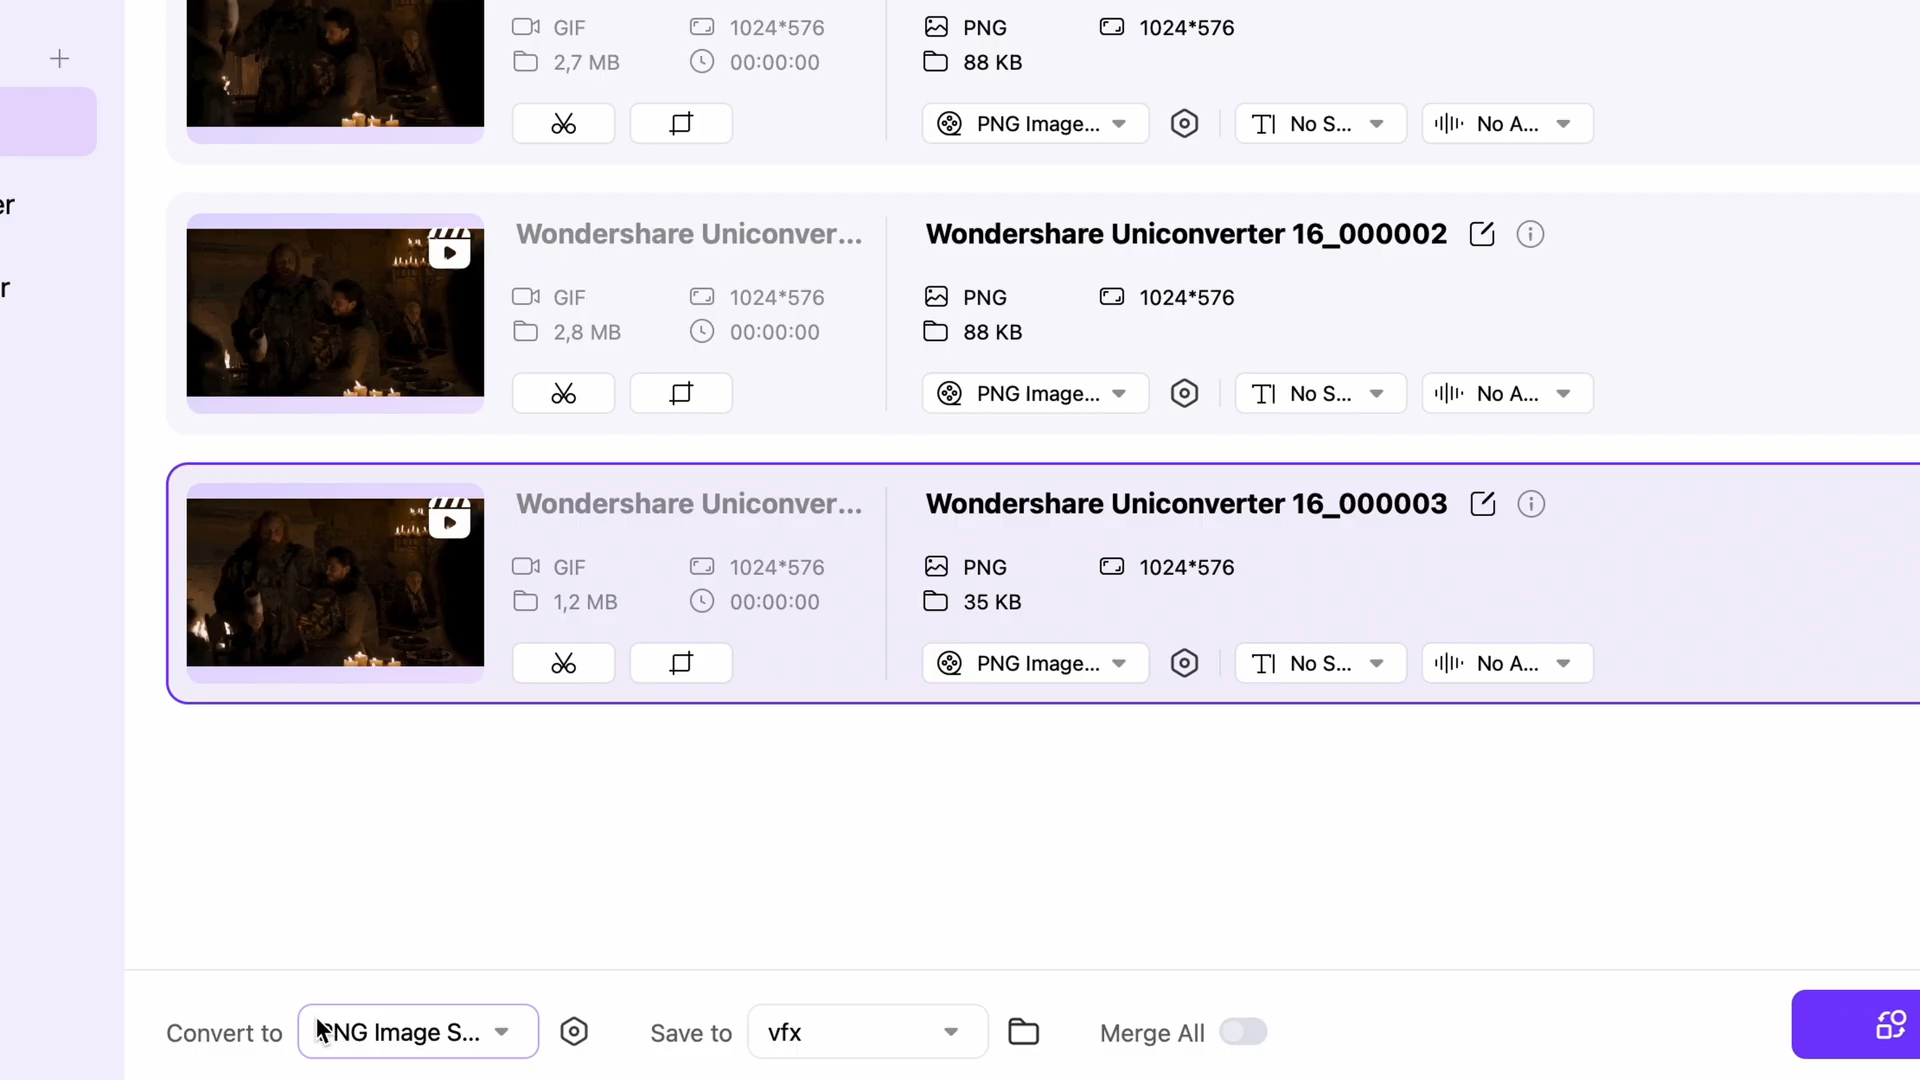 GIF 1024*576 PNG 1024*576
2,7 MB 00:00:00 88 KB
PNG Image... No S... No A...
er
Wondershare Uniconver... Wondershare Uniconverter 16_000002
r
GIF 1024*576 PNG 1024*576
2,8 MB 00:00:00 88 KB
PNG Image... No S... No A...
Wondershare Uniconver... Wondershare Uniconverter 16_000003
GIF 1024*576 PNG 1024*576
1,2 MB 00:00:00 35 KB
PNG Image... No S... No A...
Convert to PNG Image S... Save to vfx Merge All